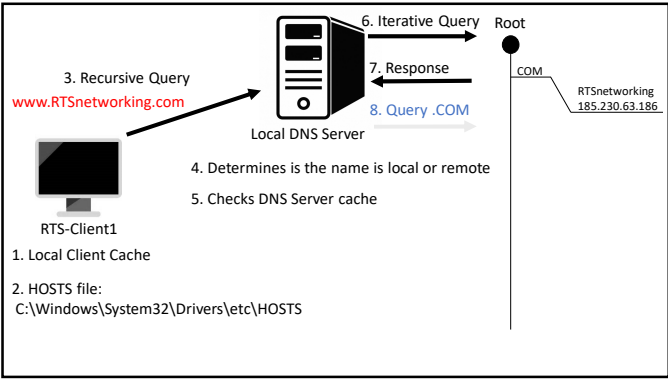 6. Iterative Query
Root
7. Response
COM
3. Recursive Query
www.RTSnetworking.com
RTSnetworking
185.230.63.186
8. Query .COM
Local DNS Server
4. Determines is the name is local or remote
5. Checks DNS Server cache
RTS-Client1
1. Local Client Cache
2. HOSTS file:
C:\Windows\System32\Drivers\etc\HOSTS